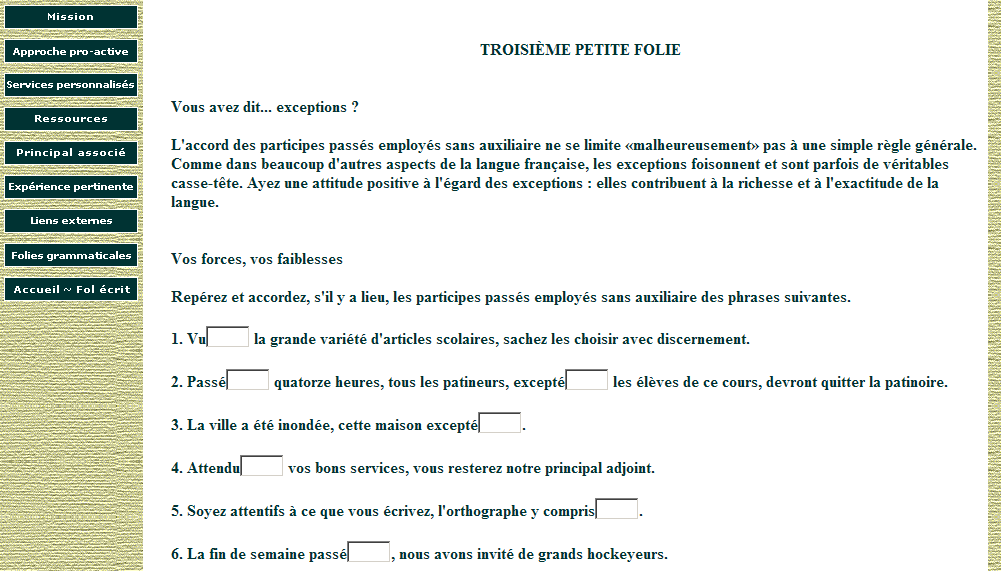 Mission
Approche pro-active
Services personnalisés
Ressources
Principal associé
Expérience pertinente
Liens externes
Folies grammaticales
Accueil ~ Fol écrit
TROISIÈME PETITE FOLIE
Vous avez dit... exceptions ?
L'accord des participes passés employés sans auxiliaire ne se limite «malheureusement» pas à une simple règle générale.
Comme dans beaucoup d'autres aspects de la langue française, les exceptions foisonnent et sont parfois de véritables
casse-tête. Ayez une attitude positive à l'égard des exceptions : elles contribuent à la richesse et à l'exactitude de la
langue.
Vos forces, vos faiblesses
Repérez et accordez, s'il y a lieu, les participes passés employés sans auxiliaire des phrases suivantes.
1. Vu la grande variété d'articles scolaires, sachez les choisir avec discernement.
2. Passé quatorze heures, tous les patineurs, excepté les élèves de ce cours, devront quitter la patinoire.
3. La ville a été inondée, cette maison excepté.
4. Attendu vos bons services, vous resterez notre principal adjoint.
5. Soyez attentifs à ce que vous écrivez, l'orthographe y compris.
6. La fin de semaine passé, nous avons invité de grands hockeyeurs.